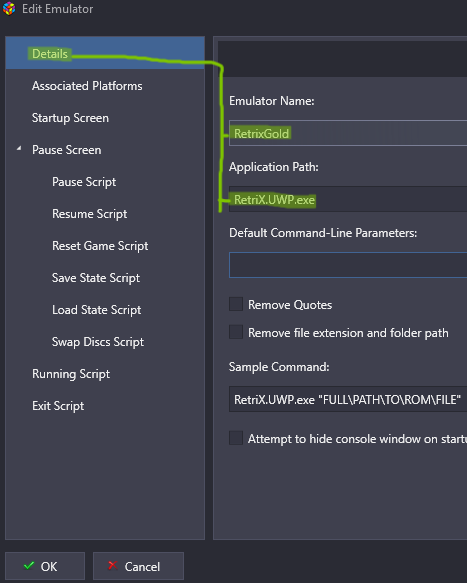 Edit Emulator
Details
Associated Platforms
Startup Screen
Pause Screen
Pause Script
Resume Script
Reset Game Script
Save State Script
Load State Script
Swap Discs Script
Running Script
Exit Script
Emulator Name:
RetrixGold
Application Path:
RetriX.UWP.exe
Default Command-Line Parameters:
Remove Quotes
Remove file extension and folder path
Sample Command:
RetriX.UWP.exe "FULL\PATH\TO\ROM\FILE"
Attempt to hide console window on startu
OK
Cancel